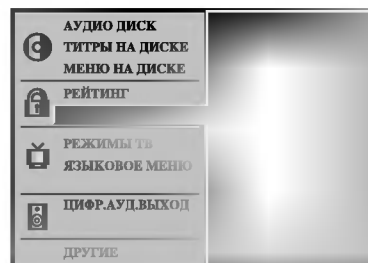 АУДИО ДИСК
ТИТРЫ НА ДИСКЕ
МЕНЮ НА ДИСКЕ
РЕЙТИНГ
РЕЖИМЫ ТВ
ЯЗЫКОВОЕ МЕНЮ
ЦИФР.АУД.ВЫХОД
ДРУГИЕ